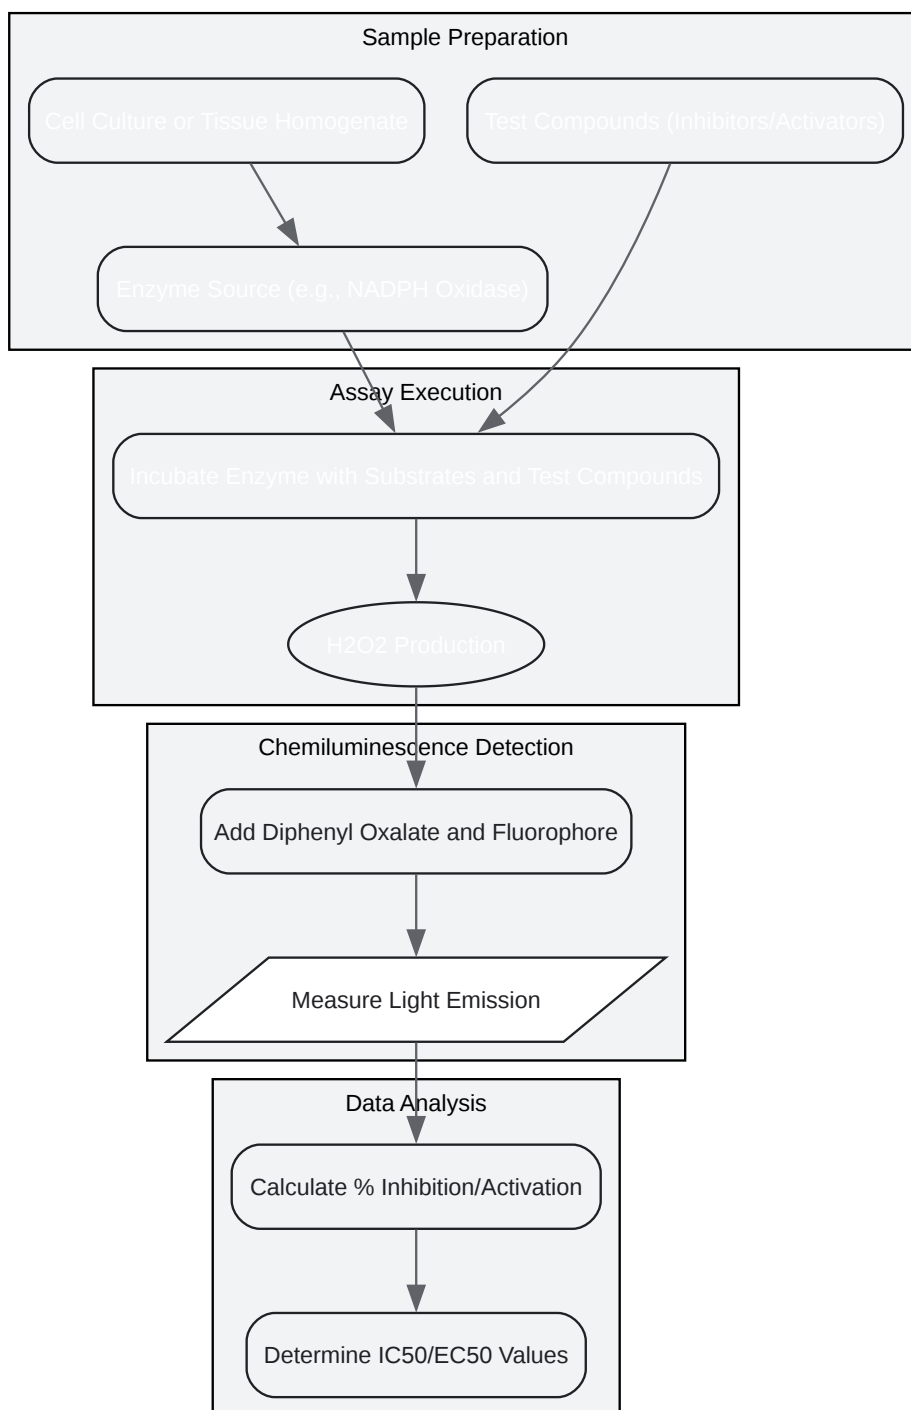 Sample Preparation
Cell Culture or Tissue Homogenate
Test Compounds (Inhibitors/Activators)
Enzyme Source (e.g., NADPH Oxidase)
Assay Execution
Incubate Enzyme with Substrates and Test Compounds
H2O2 Production
Chemiluminescence Detection
Add Diphenyl Oxalate and Fluorophore
Measure Light Emission
Data Analysis
Calculate % Inhibition/Activation
Determine IC50/EC50 Values